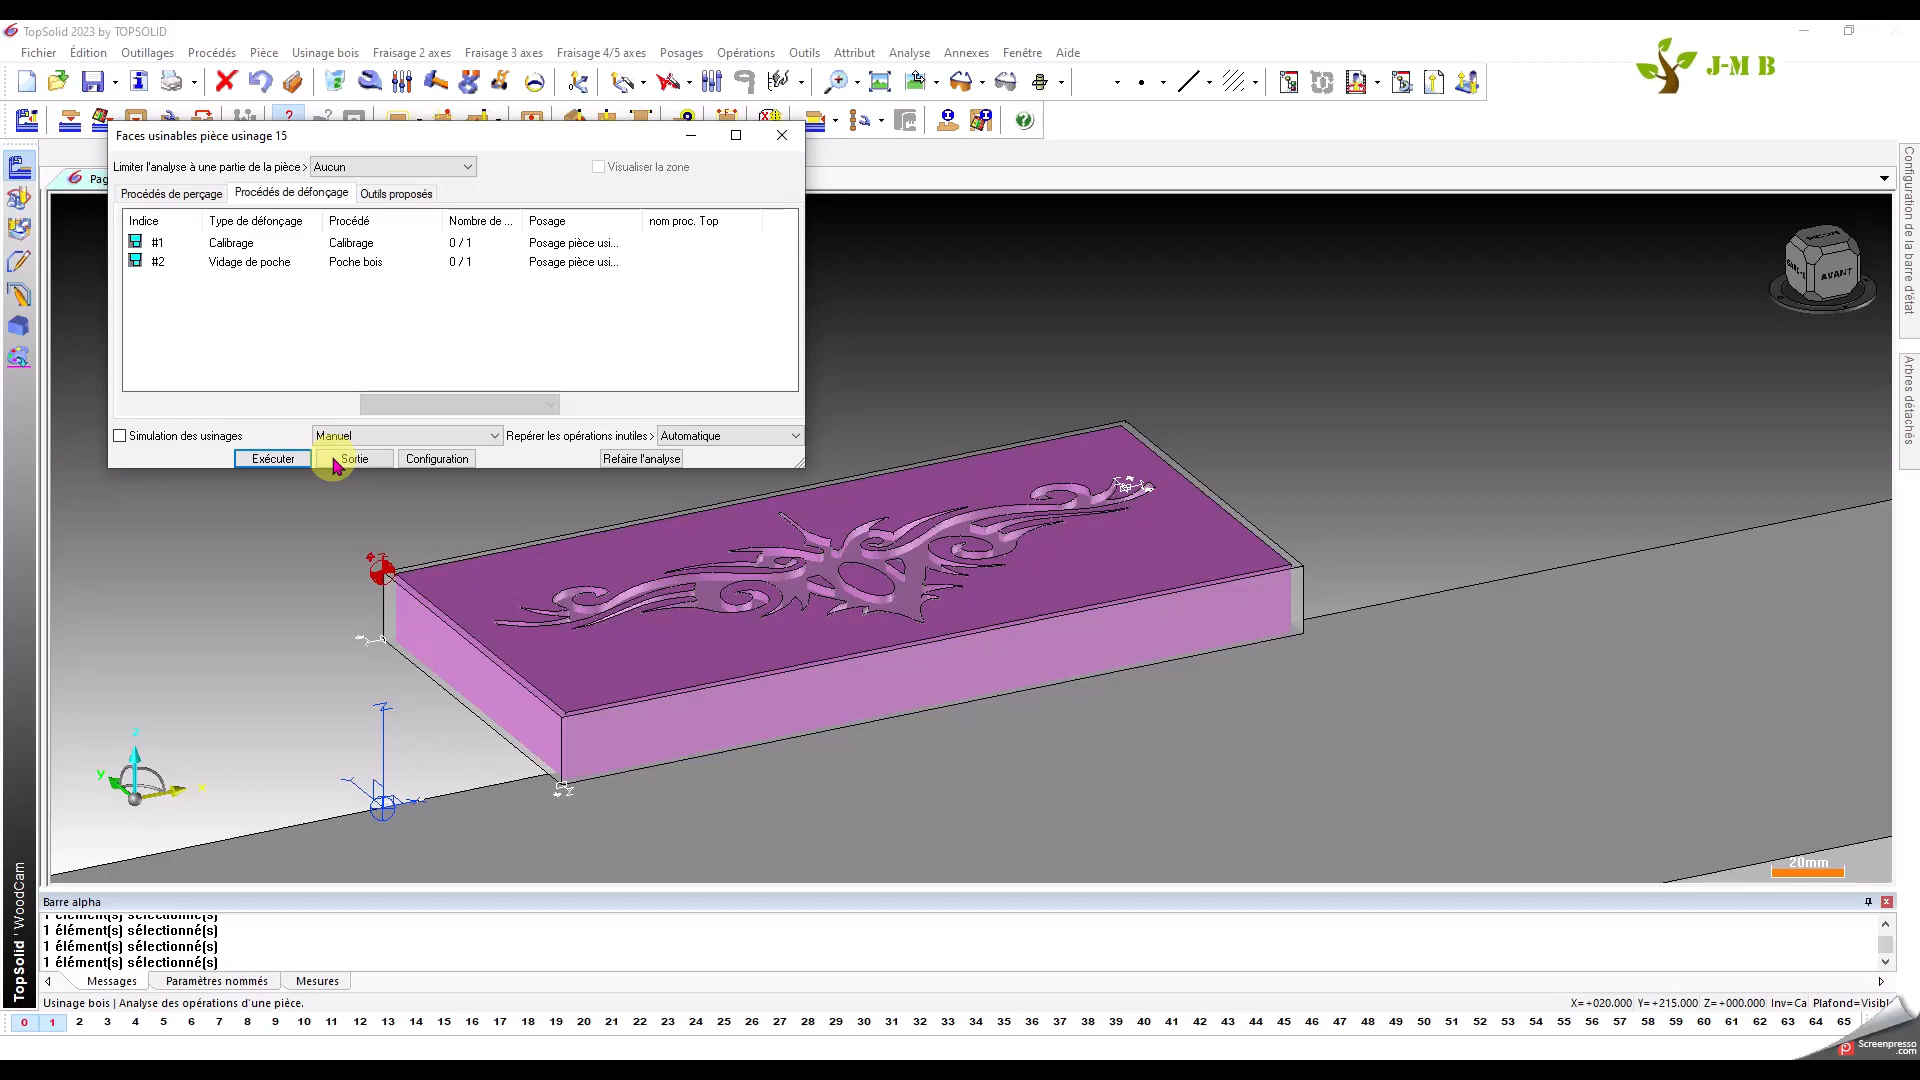 TopSolid 2023 by TOPSOLID
Fichier Édition Outillages Procédés Pièce Usinage bois Fraisage 2 axes Fraisage 3 axes Fraisage 4/5 axes Posages Opérations Outils Attribut Analyse Annexes Fenêtre Aide
J-M B
Faces usinables pièce usinage 15
Limiter l'analyse à une partie de la pièce > Aucun Visualiser la zone
Pag
Procédés de perçage Procédés de défonçage Outils proposés
Indice Type de défonçage Procédé Nombre de ... Posage nom proc. Top
#1 Calibrage Calibrage 0 / 1 Posage pièce usi...
#2 Vidage de poche Poche bois 0 / 1 Posage pièce usi...
Simulation des usinages Manuel Repérer les opérations inutiles > Automatique
Exécuter Sortie Configuration Refaire l'analyse
Configuration de la barre d'état
Arbres détachés
AVANT
z
y
x
20mm
TopSolid'WoodCam
Barre alpha
1 élément(s) sélectionné(s)
1 élément(s) sélectionné(s)
1 élément(s) sélectionné(s)
1 élément(s) sélectionné(s)
Messages Paramètres nommés Mesures
Usinage bois | Analyse des opérations d'une pièce. X=+020.000 Y=+215.000 Z=+000.000 Inv=Ca Plafond=Visibl
0 1 2 3 4 5 6 7 8 9 10 11 12 13 14 15 16 17 18 19 20 21 22 23 24 25 26 27 28 29 30 31 32 33 34 35 36 37 38 39 40 41 42 43 44 45 46 47 48 49 50 51 52 53 54 55 56 57 58 59 60 61 62 63 64 65
Screenpresso
.com